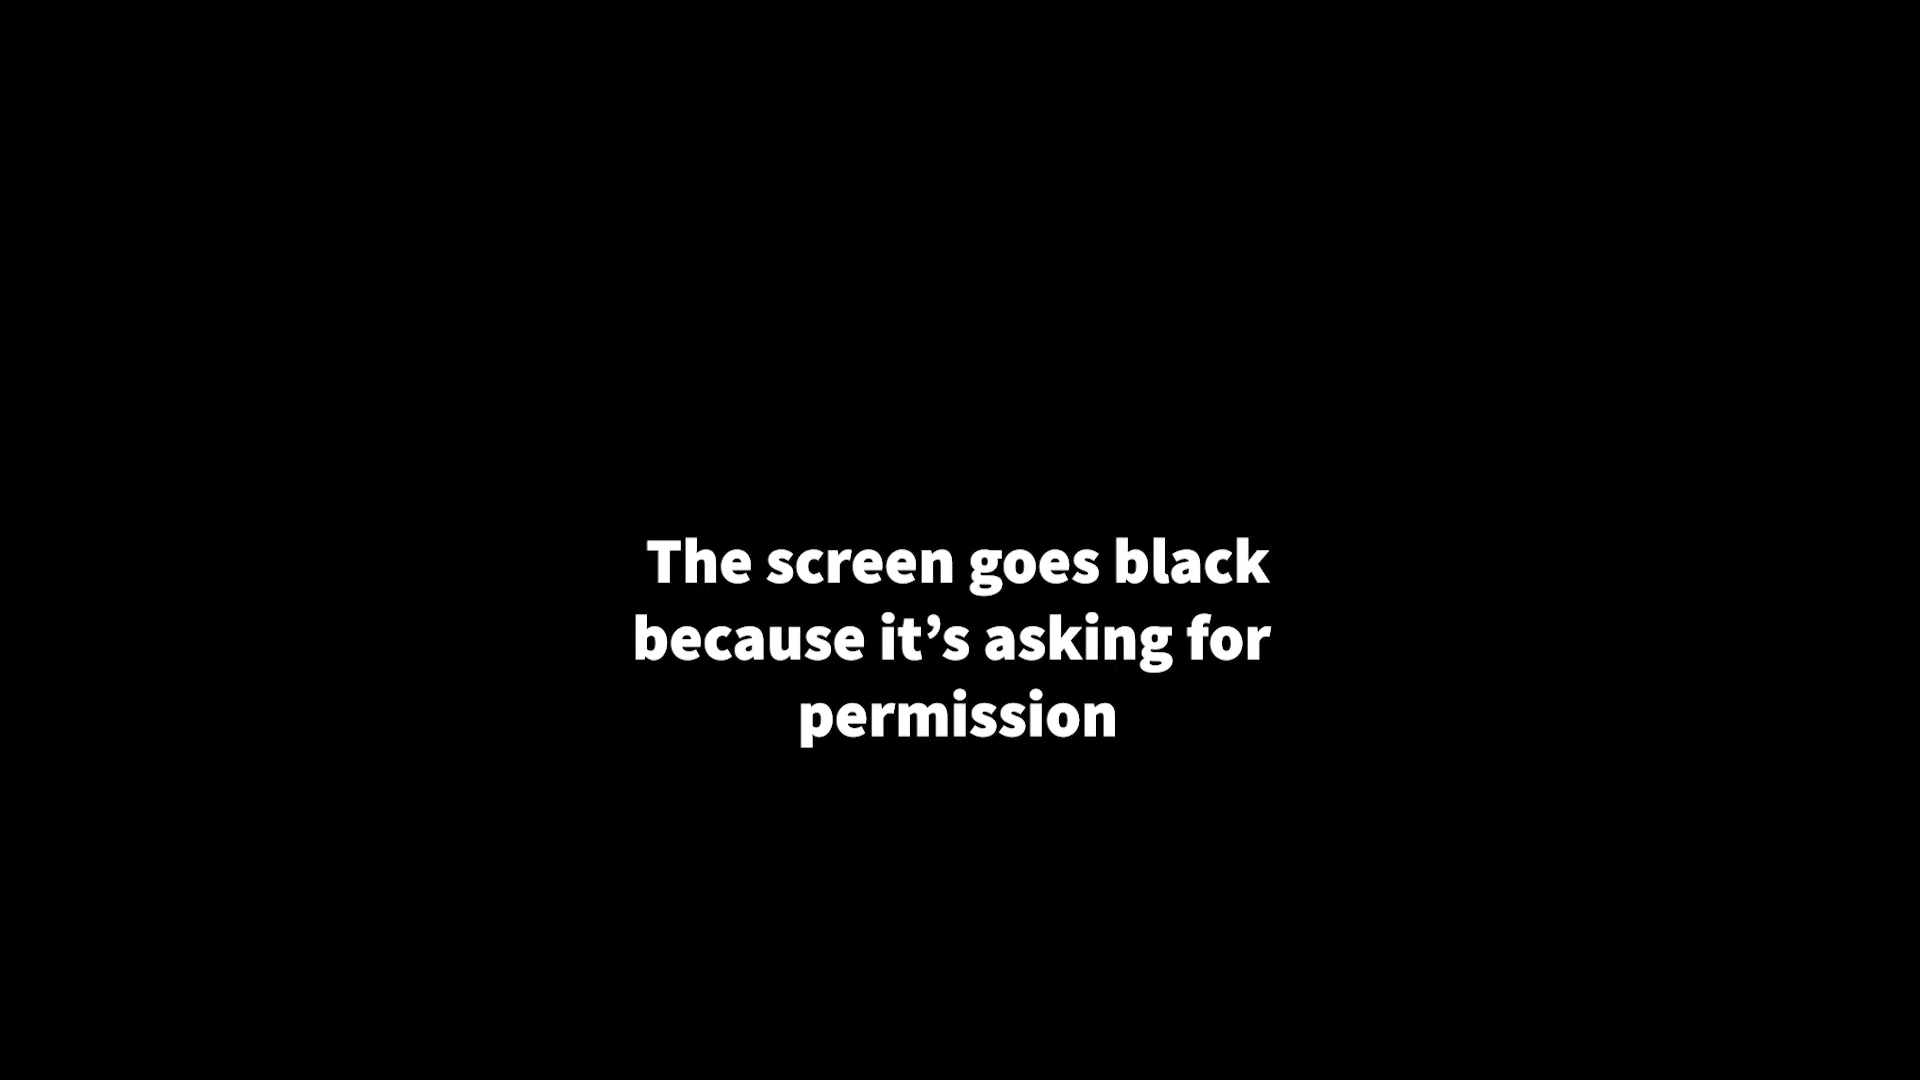 The screen goes black
because it’s asking for
permission